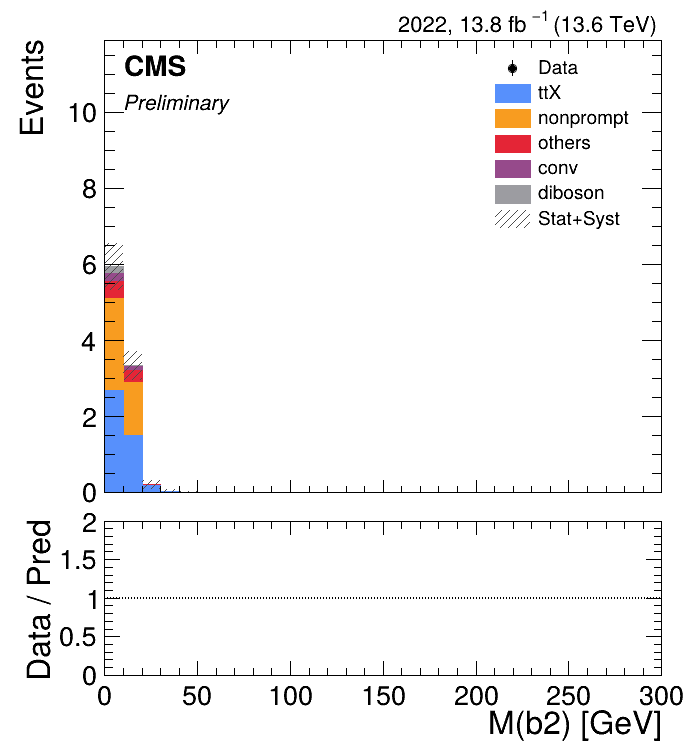 2022, 13.8 fb⁻¹ (13.6 TeV)
CMS
Preliminary
Data
ttX
nonprompt
others
conv
diboson
Stat+Syst
Events
10
8
6
4
2
0
Data / Pred
2
1.5
1
0.5
0
0 50 100 150 200 250 300
M(b2) [GeV]